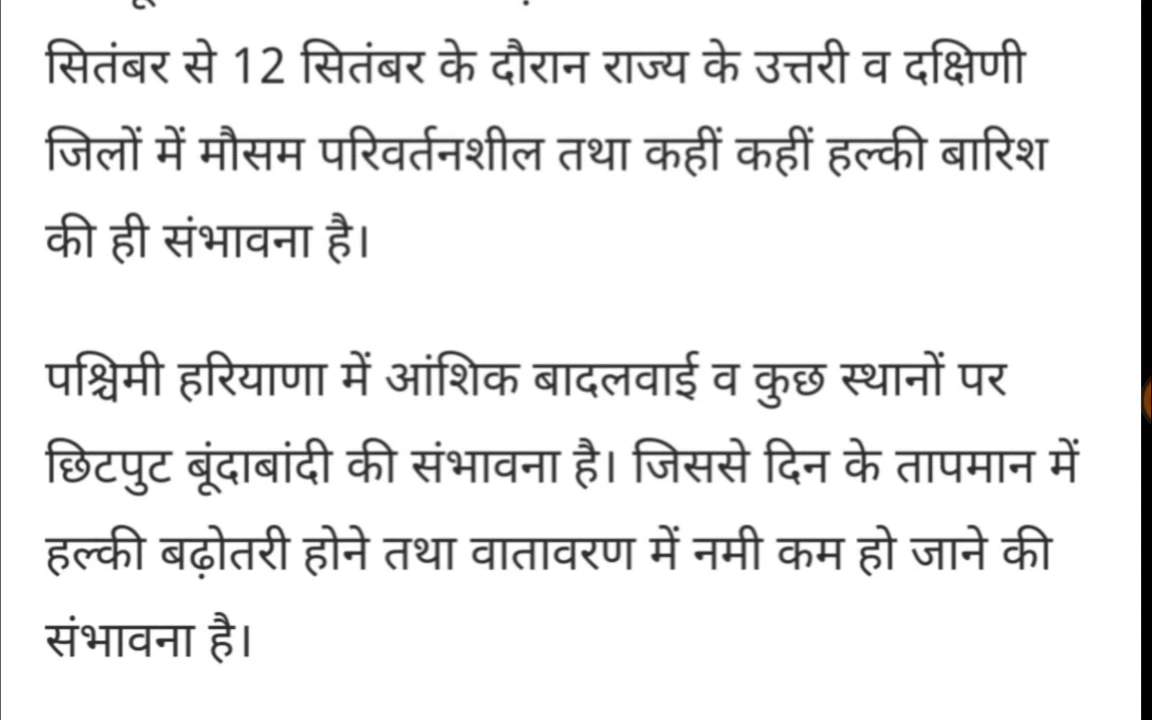 सितंबर से 12 सितंबर के दौरान राज्य के उत्तरी व दक्षिणी
जिलों में मौसम परिवर्तनशील तथा कहीं कहीं हल्की बारिश
की ही संभावना है।
पश्चिमी हरियाणा में आंशिक बादलवाई व कुछ स्थानों पर
छिटपुट बूंदाबांदी की संभावना है। जिससे दिन के तापमान में
हल्की बढ़ोतरी होने तथा वातावरण में नमी कम हो जाने की
संभावना है।